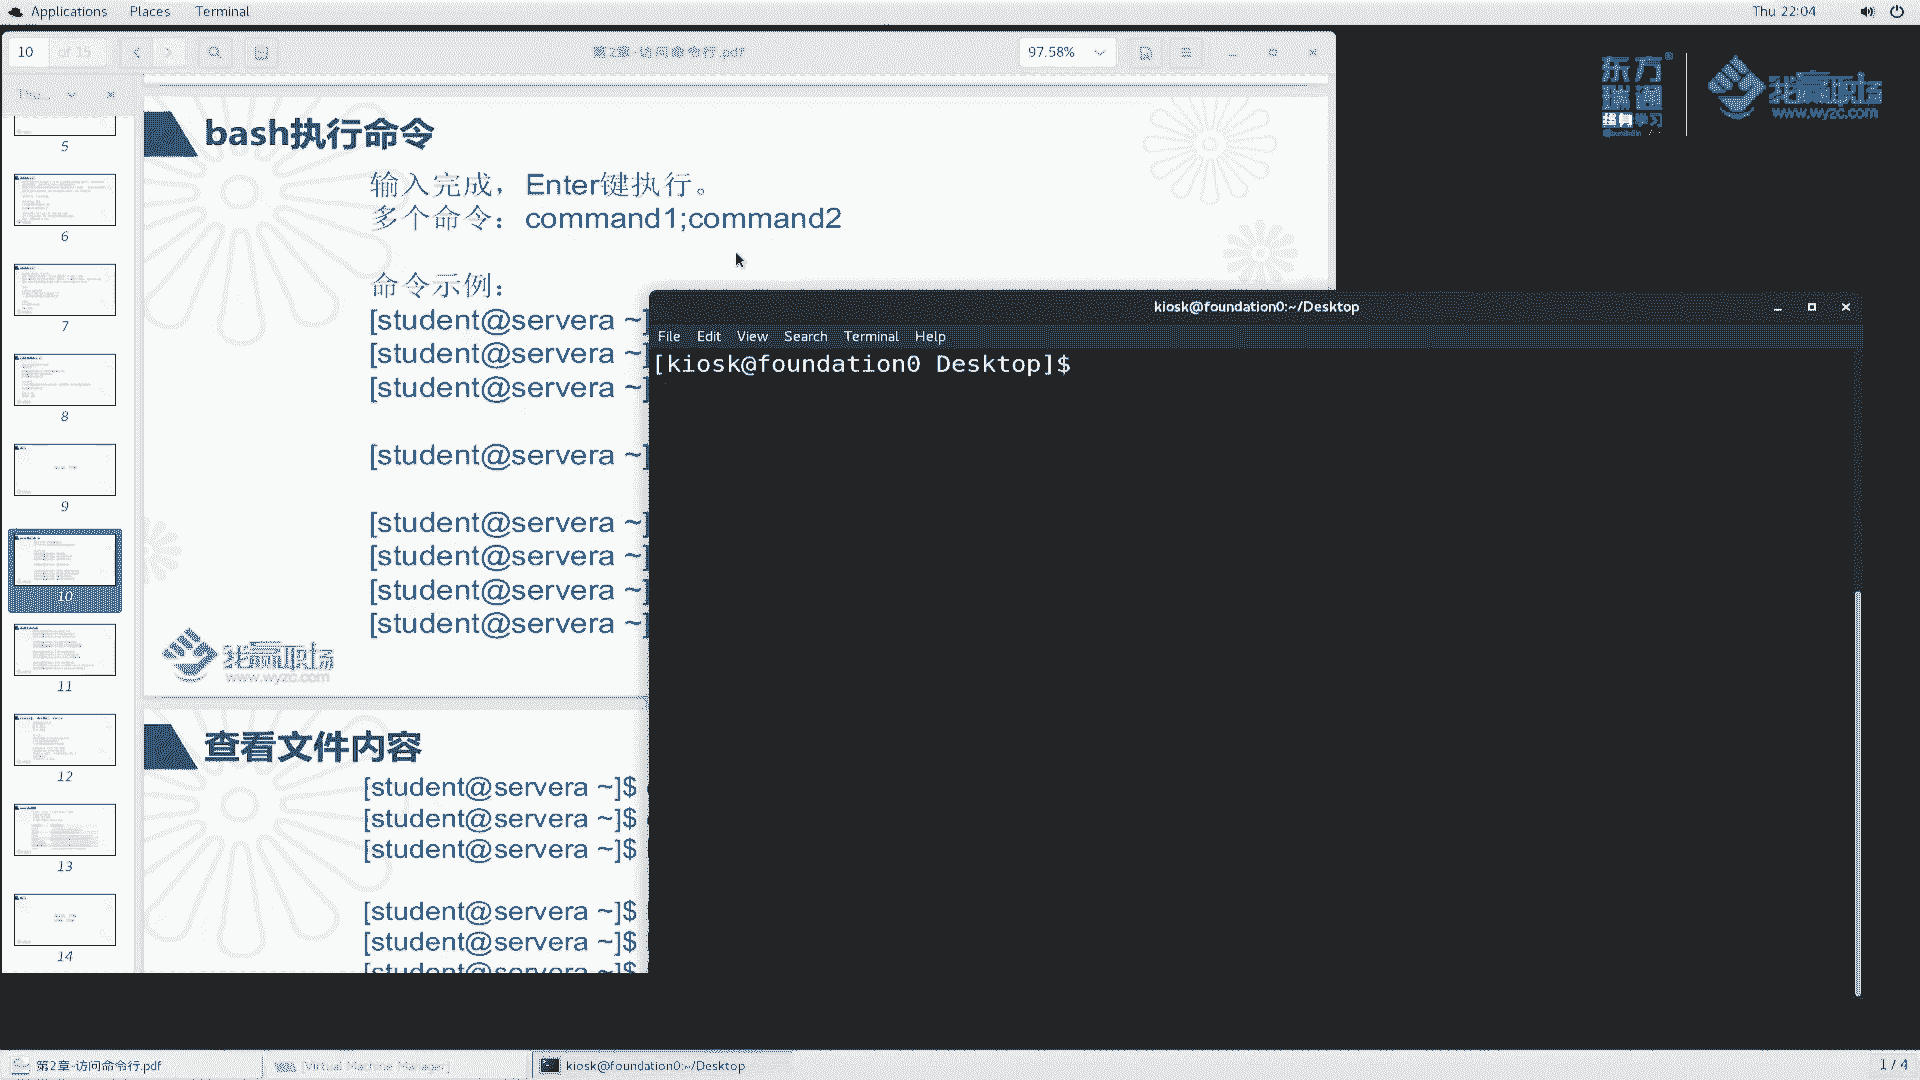 Applications Places Terminal
Thu 22:04
10 of 15
第2章-访问命令行.pdf
97.58%
东方
瑞通
终身学习
我赢职场
www.wyzc.com
5
6
7
8
9
10
11
12
13
14
bash执行命令
输入完成，Enter键执行。
多个命令：command1;command2
命令示例：
[student@servera ~]
[student@servera ~]
[student@servera ~]
[student@servera ~]
[student@servera ~]
[student@servera ~]
[student@servera ~]
[student@servera ~]
我赢职场
www.wyzc.com
查看文件内容
[student@servera ~]$
[student@servera ~]$
[student@servera ~]$
[student@servera ~]$
[student@servera ~]$
[student@servera ~]$
kiosk@foundation0:~/Desktop
File Edit View Search Terminal Help
[kiosk@foundation0 Desktop]$
第2章-访问命令行.pdf
Virtual Machine Manager
kiosk@foundation0:~/Desktop
1 / 4